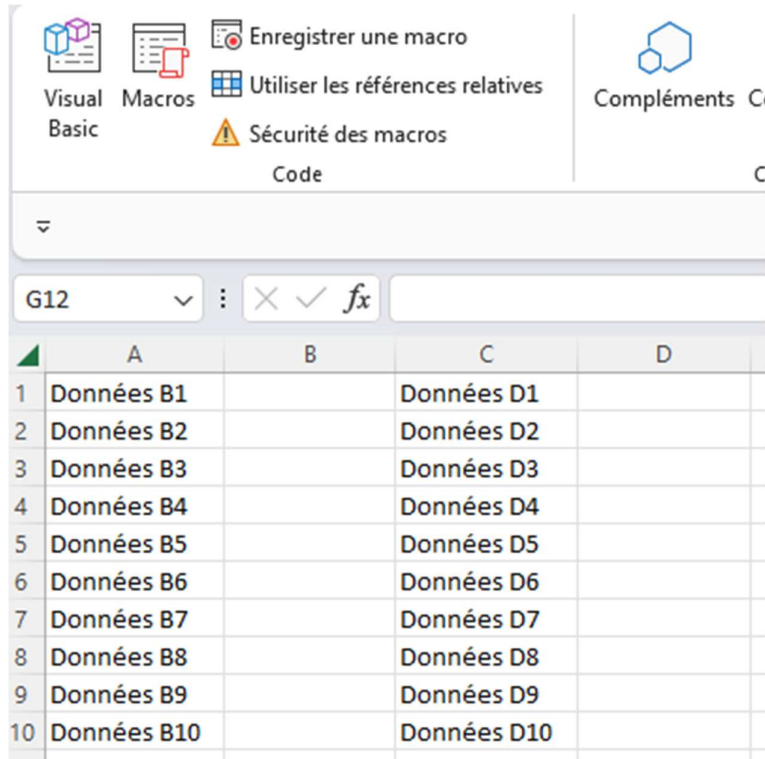 Visual Basic
Macros
Enregistrer une macro
Utiliser les références relatives
Sécurité des macros
Code
Compléments
G12
fx
A B C D
1 Données B1 Données D1
2 Données B2 Données D2
3 Données B3 Données D3
4 Données B4 Données D4
5 Données B5 Données D5
6 Données B6 Données D6
7 Données B7 Données D7
8 Données B8 Données D8
9 Données B9 Données D9
10 Données B10 Données D10